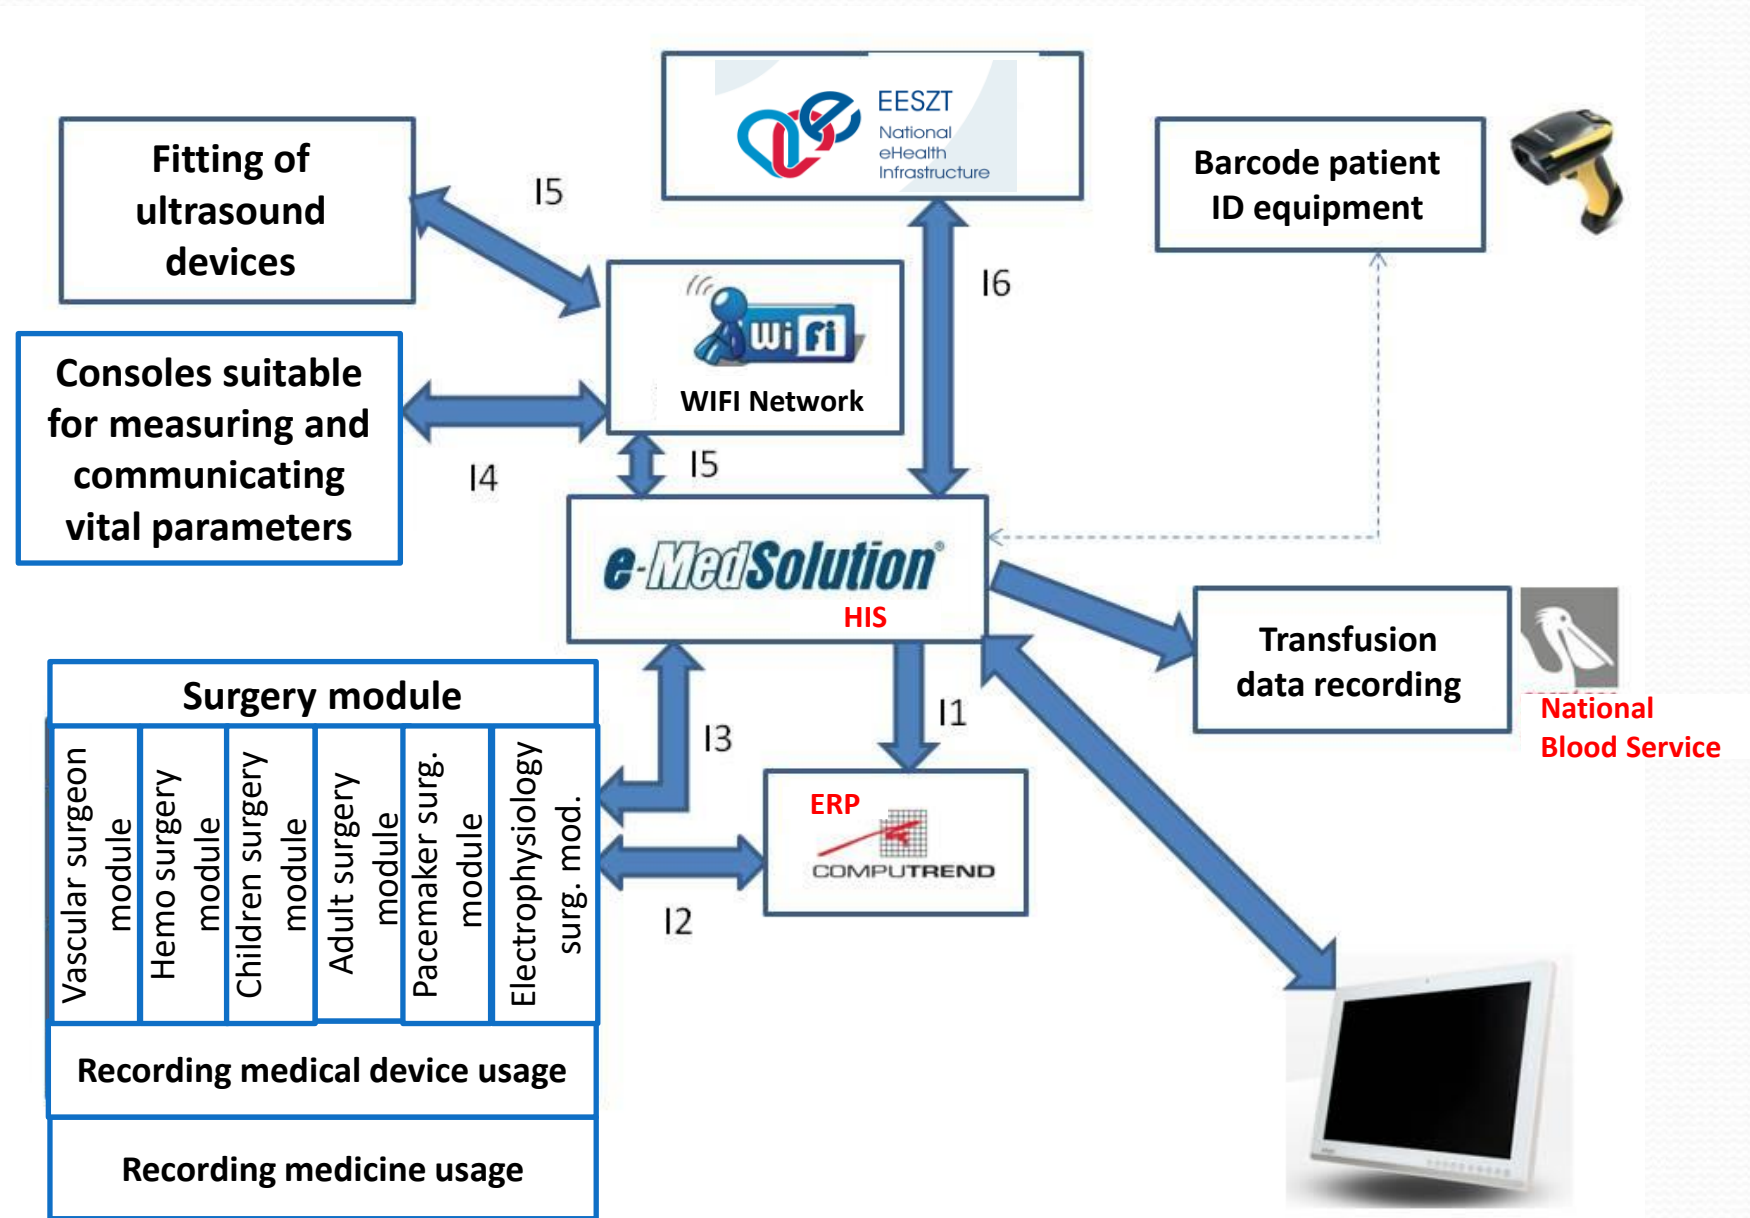 EESZT
National
eHealth
Infrastructure
Fitting of
ultrasound
devices
I5
Barcode patient
ID equipment
I6
WiFi
WIFI Network
Consoles suitable
for measuring and
communicating
vital parameters
I4
I5
e-MedSolution®
HIS
Transfusion
data recording
National
Blood Service
Surgery module
Vascular surgeon
module
Hemo surgery
module
Children surgery
module
Adult surgery
module
Pacemaker surg.
module
Electrophysiology
surg. mod.
I3
I1
ERP
COMPUTREND
I2
Recording medical device usage
Recording medicine usage